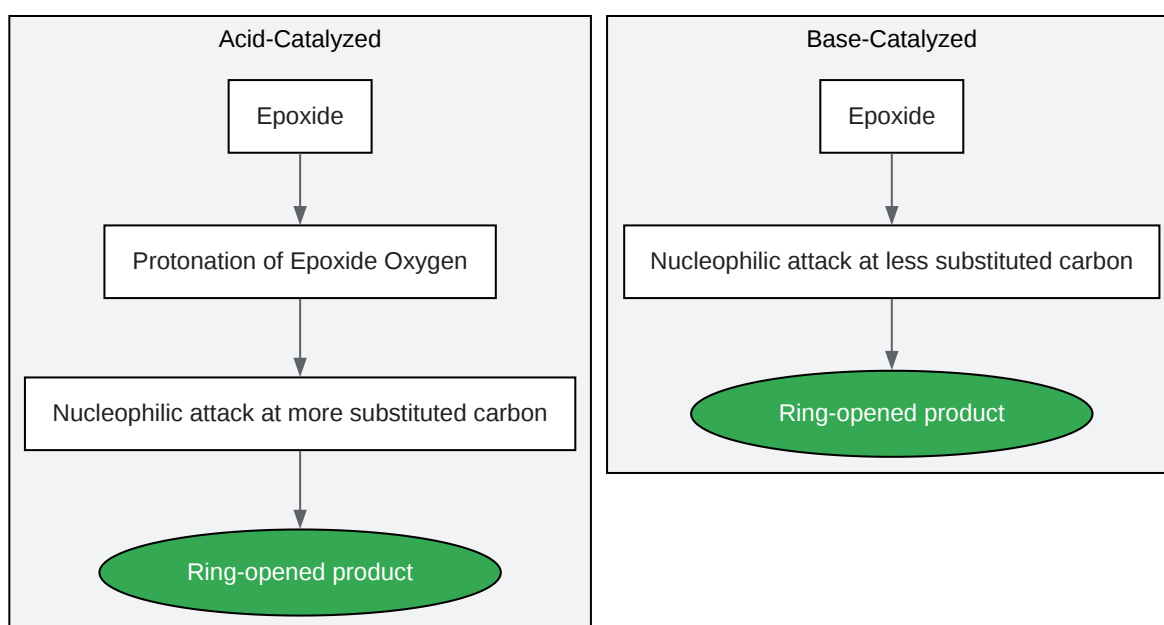 Acid-Catalyzed
Epoxide
Protonation of Epoxide Oxygen
Nucleophilic attack at more substituted carbon
Ring-opened product
Base-Catalyzed
Epoxide
Nucleophilic attack at less substituted carbon
Ring-opened product